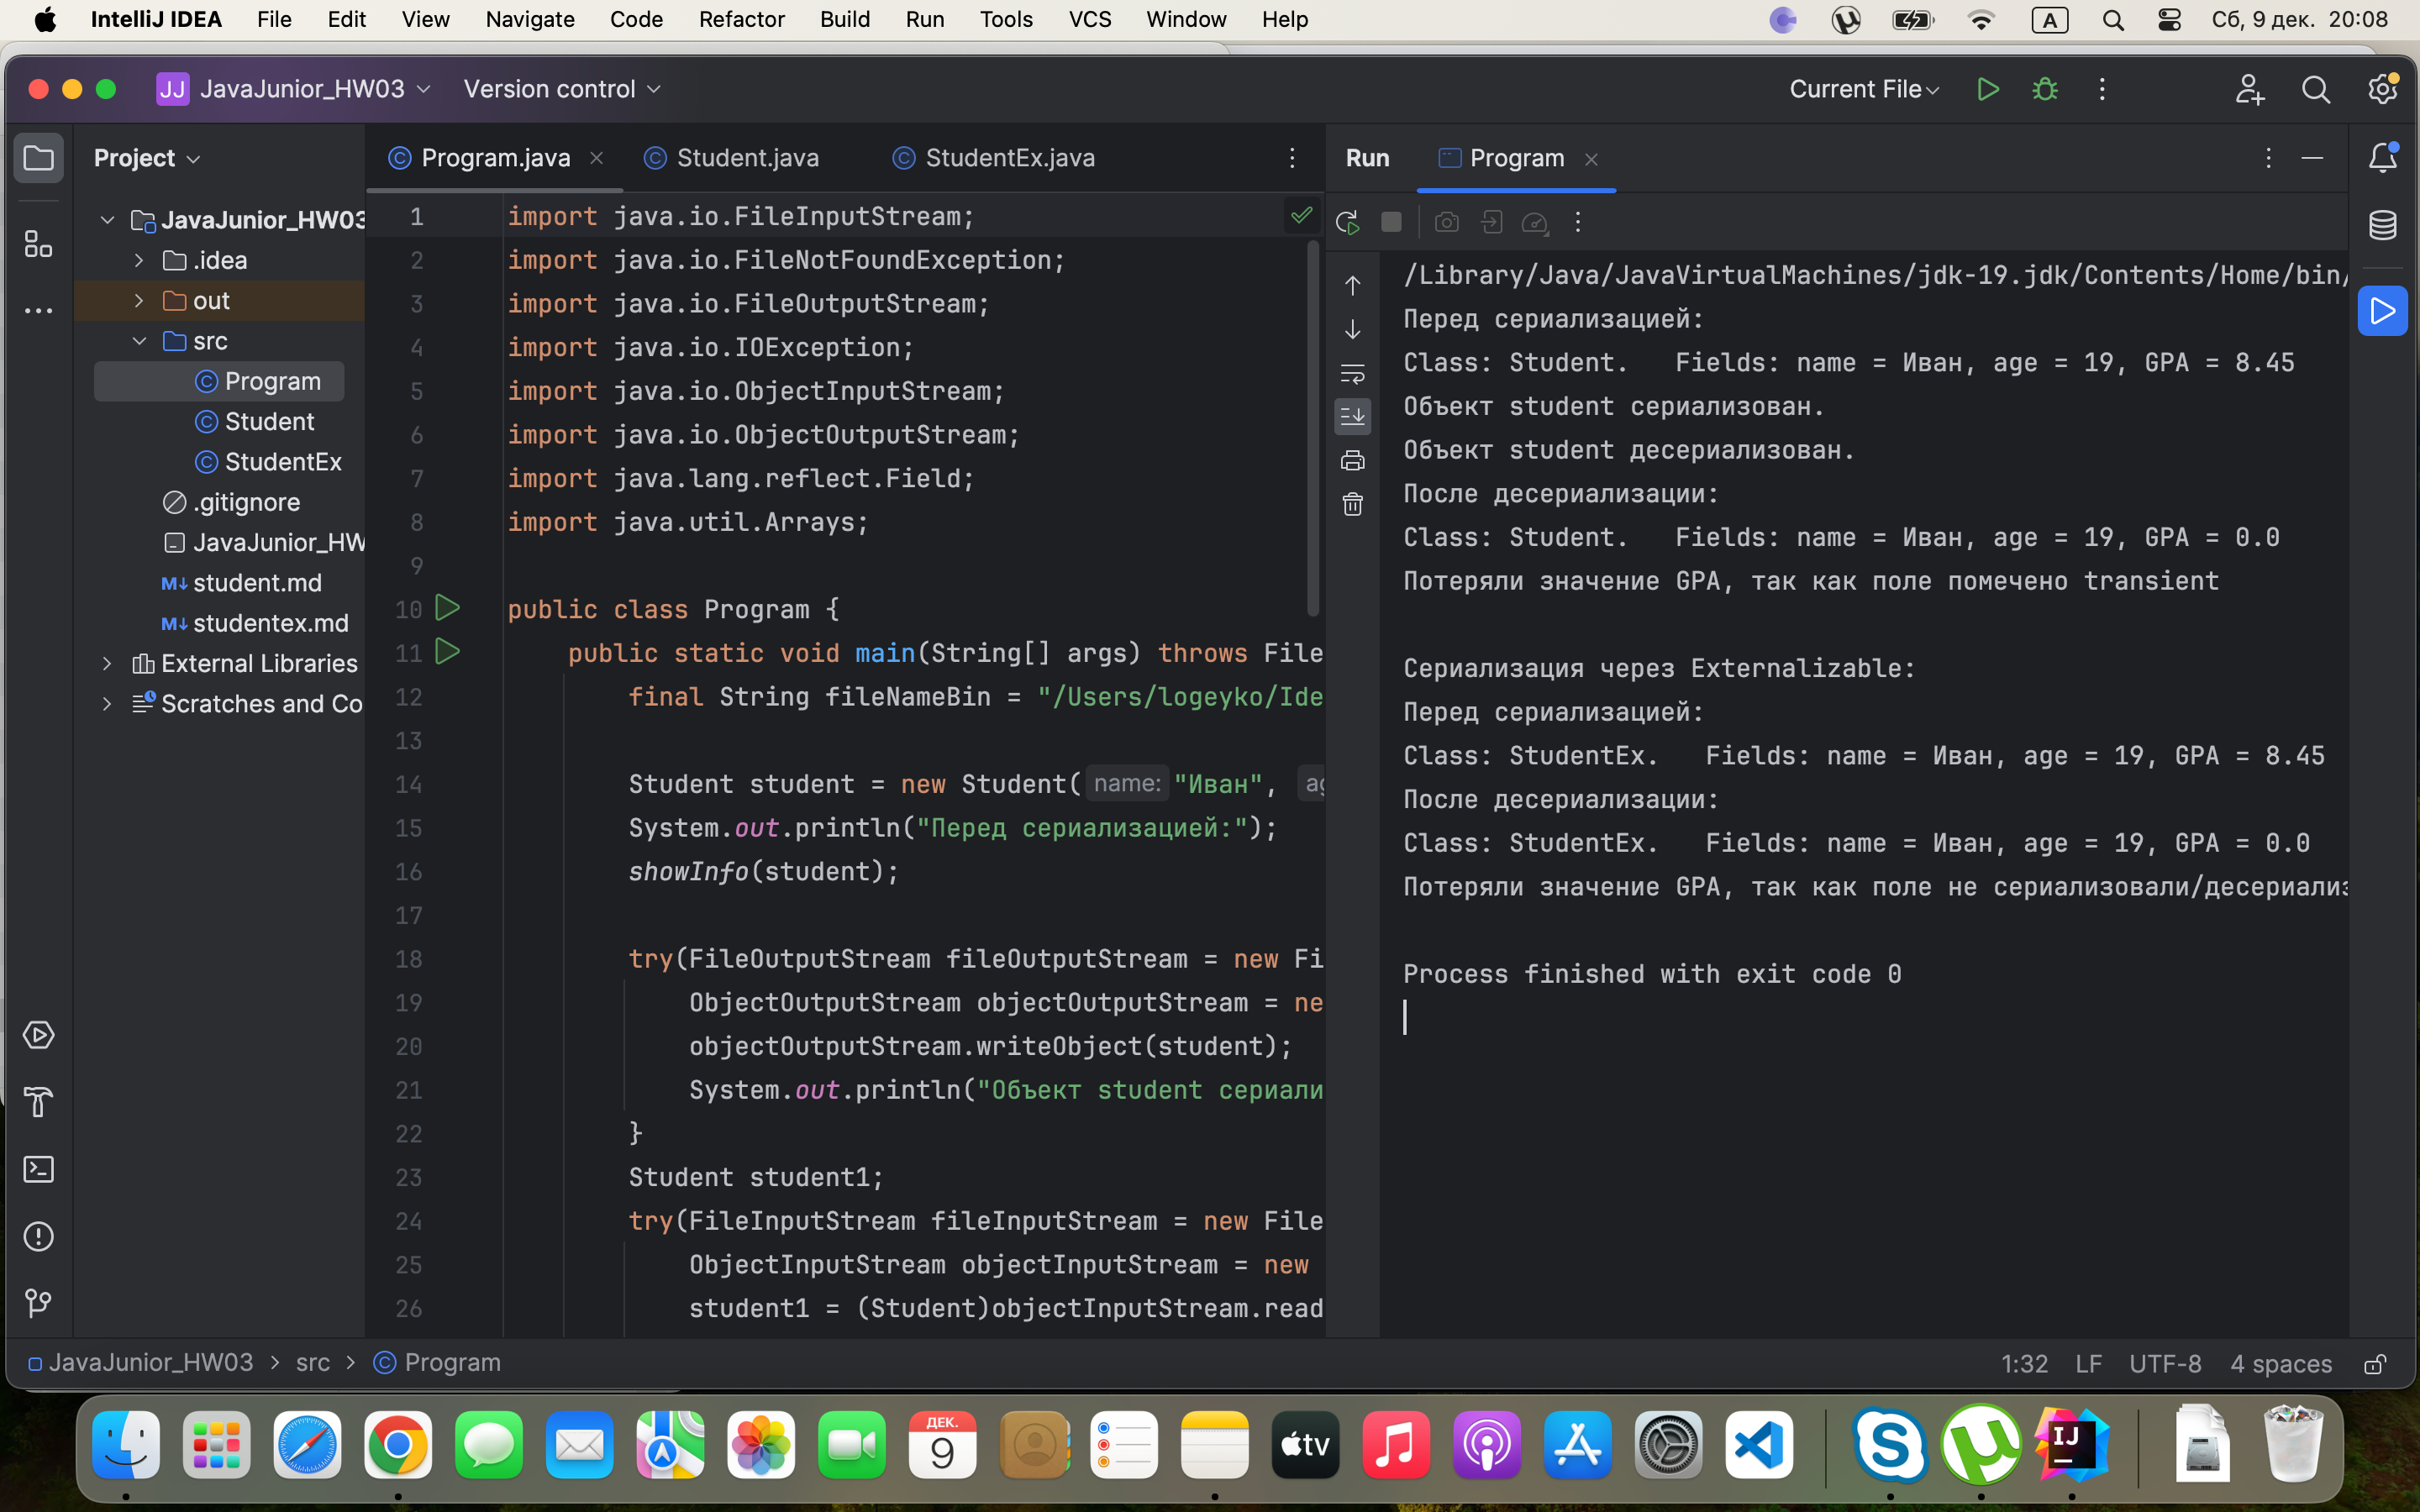 IntelliJ IDEA File Edit View Navigate Code Refactor Build Run Tools VCS Window Help A Сб, 9 дек. 20:08
JJ JavaJunior_HW03 Version control Current File
Project
JavaJunior_HW03
.idea
out
src
Program
Student
StudentEx
.gitignore
JavaJunior_HW
M↓ student.md
M↓ studentex.md
External Libraries
Scratches and Co
Program.java Student.java StudentEx.java
1 import java.io.FileInputStream;
2 import java.io.FileNotFoundException;
3 import java.io.FileOutputStream;
4 import java.io.IOException;
5 import java.io.ObjectInputStream;
6 import java.io.ObjectOutputStream;
7 import java.lang.reflect.Field;
8 import java.util.Arrays;
9
10 public class Program {
11 public static void main(String[] args) throws File
12 final String fileNameBin = "/Users/logeyko/Ide
13
14 Student student = new Student( name: "Иван", ag
15 System.out.println("Перед сериализацией:");
16 showInfo(student);
17
18 try(FileOutputStream fileOutputStream = new Fi
19 ObjectOutputStream objectOutputStream = ne
20 objectOutputStream.writeObject(student);
21 System.out.println("Объект student сериали
22 }
23 Student student1;
24 try(FileInputStream fileInputStream = new File
25 ObjectInputStream objectInputStream = new
26 student1 = (Student)objectInputStream.read
Run Program
/Library/Java/JavaVirtualMachines/jdk-19.jdk/Contents/Home/bin/
Перед сериализацией:
Class: Student. Fields: name = Иван, age = 19, GPA = 8.45
Объект student сериализован.
Объект student десериализован.
После десериализации:
Class: Student. Fields: name = Иван, age = 19, GPA = 0.0
Потеряли значение GPA, так как поле помечено transient
Сериализация через Externalizable:
Перед сериализацией:
Class: StudentEx. Fields: name = Иван, age = 19, GPA = 8.45
После десериализации:
Class: StudentEx. Fields: name = Иван, age = 19, GPA = 0.0
Потеряли значение GPA, так как поле не сериализовали/десериализ
Process finished with exit code 0
JavaJunior_HW03 > src > Program 1:32 LF UTF-8 4 spaces
ДЕК.
9
tv
S
µ
IJ